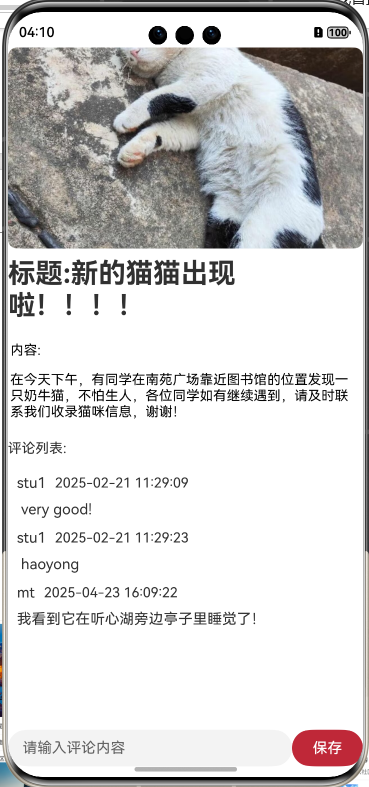 04:10
100
标题:新的猫猫出现
啦！！！！
内容:
在今天下午，有同学在南苑广场靠近图书馆的位置发现一
只奶牛猫，不怕生人，各位同学如有继续遇到，请及时联
系我们收录猫咪信息，谢谢！
评论列表:
stu1 2025-02-21 11:29:09
very good!
stu1 2025-02-21 11:29:23
haoyong
mt 2025-04-23 16:09:22
我看到它在听心湖旁边亭子里睡觉了！
请输入评论内容
保存